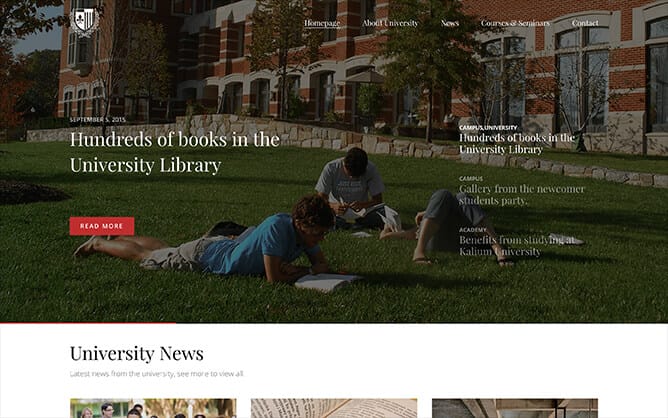 Homepage
About University
News
Courses & Seminars
Contact
SEPTEMBER 5, 2015
Hundreds of books in the
University Library
READ MORE
CAMPUS,UNIVERSITY
Hundreds of books in the
University Library
CAMPUS
Gallery from the newcomer
students party.
ACADEMY
Benefits from studying at
Kalium University
University News
Latest news from the university, see more to view all.